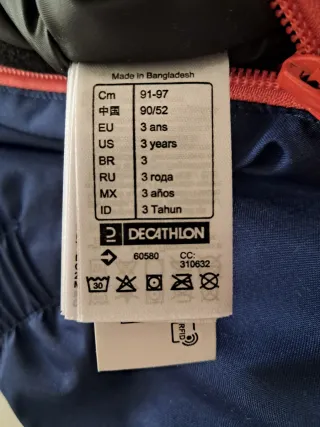 Made in Bangladesh
Cm 91-97
中国 90/52
EU 3 ans
US 3 years
BR 3
RU 3 года
MX 3 años
ID 3 Tahun
DECATHLON
60580 CC: 310632
30
RFID